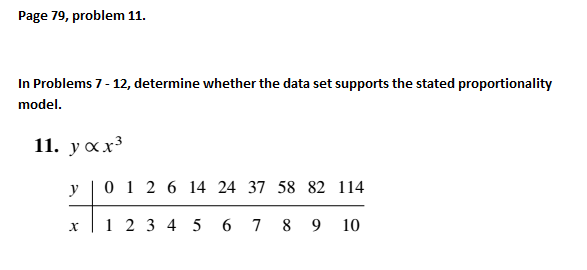 Page 79, problem 11.
In Problems 7 - 12, determine whether the data set supports the stated proportionality
model.
11. y ∝ x³
y | 0 1 2 6 14 24 37 58 82 114
x | 1 2 3 4 5 6 7 8 9 10